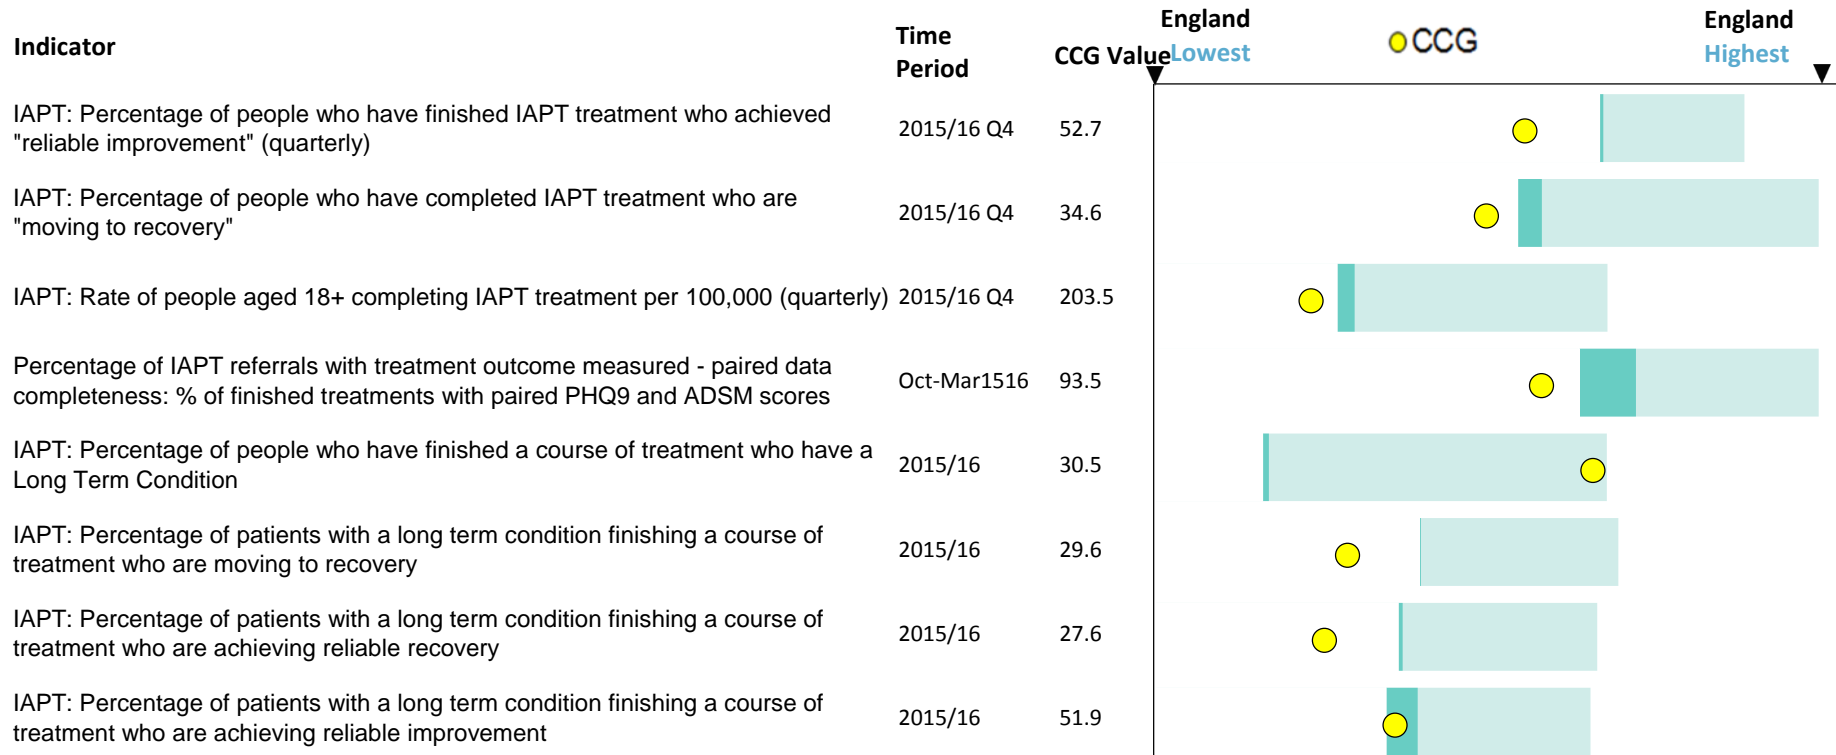 Indicator
Time
Period
CCG Value
England
Lowest
CCG
England
Highest
IAPT: Percentage of people who have finished IAPT treatment who achieved
"reliable improvement" (quarterly)
2015/16 Q4
52.7
IAPT: Percentage of people who have completed IAPT treatment who are
"moving to recovery"
2015/16 Q4
34.6
IAPT: Rate of people aged 18+ completing IAPT treatment per 100,000 (quarterly)
2015/16 Q4
203.5
Percentage of IAPT referrals with treatment outcome measured - paired data
completeness: % of finished treatments with paired PHQ9 and ADSM scores
Oct-Mar1516
93.5
IAPT: Percentage of people who have finished a course of treatment who have a
Long Term Condition
2015/16
30.5
IAPT: Percentage of patients with a long term condition finishing a course of
treatment who are moving to recovery
2015/16
29.6
IAPT: Percentage of patients with a long term condition finishing a course of
treatment who are achieving reliable recovery
2015/16
27.6
IAPT: Percentage of patients with a long term condition finishing a course of
treatment who are achieving reliable improvement
2015/16
51.9